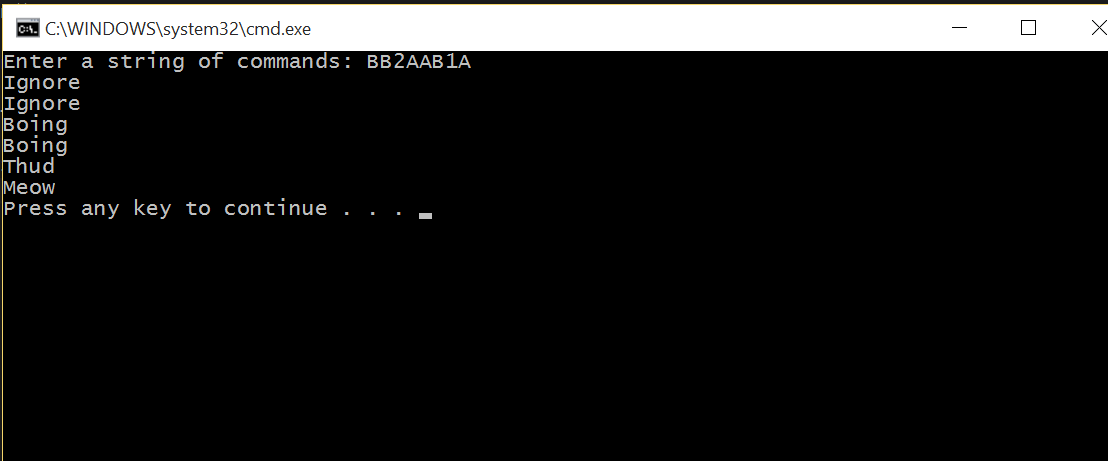 C:\WINDOWS\system32\cmd.exe
Enter a string of commands: BB2AAB1A
Ignore
Ignore
Boing
Boing
Thud
Meow
Press any key to continue . . .